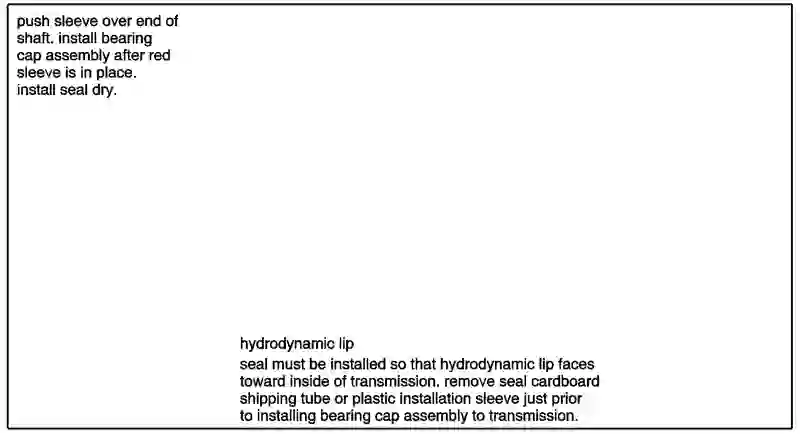 push sleeve over end of
shaft. install bearing
cap assembly after red
sleeve is in place.
install seal dry.
hydrodynamic lip
seal must be installed so that hydrodynamic lip faces
toward inside of transmission. remove seal cardboard
shipping tube or plastic installation sleeve just prior
to installing bearing cap assembly to transmission.